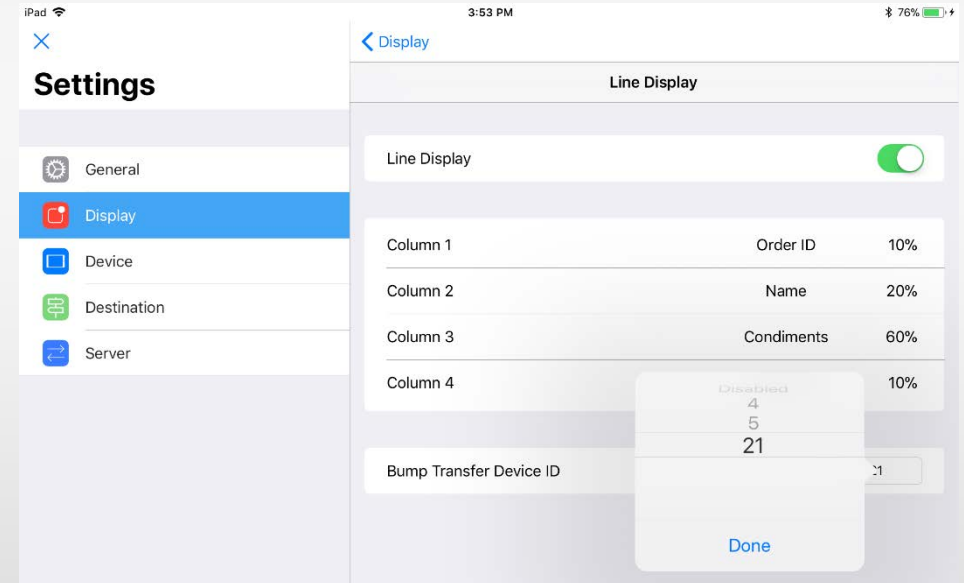 iPad 3:53 PM 76%
Display
Settings
Line Display
General
Display
Device
Destination
Server
Line Display
Column 1 Order ID 10%
Column 2 Name 20%
Column 3 Condiments 60%
Column 4 10%
Bump Transfer Device ID
Disabled
4
5
21
Done